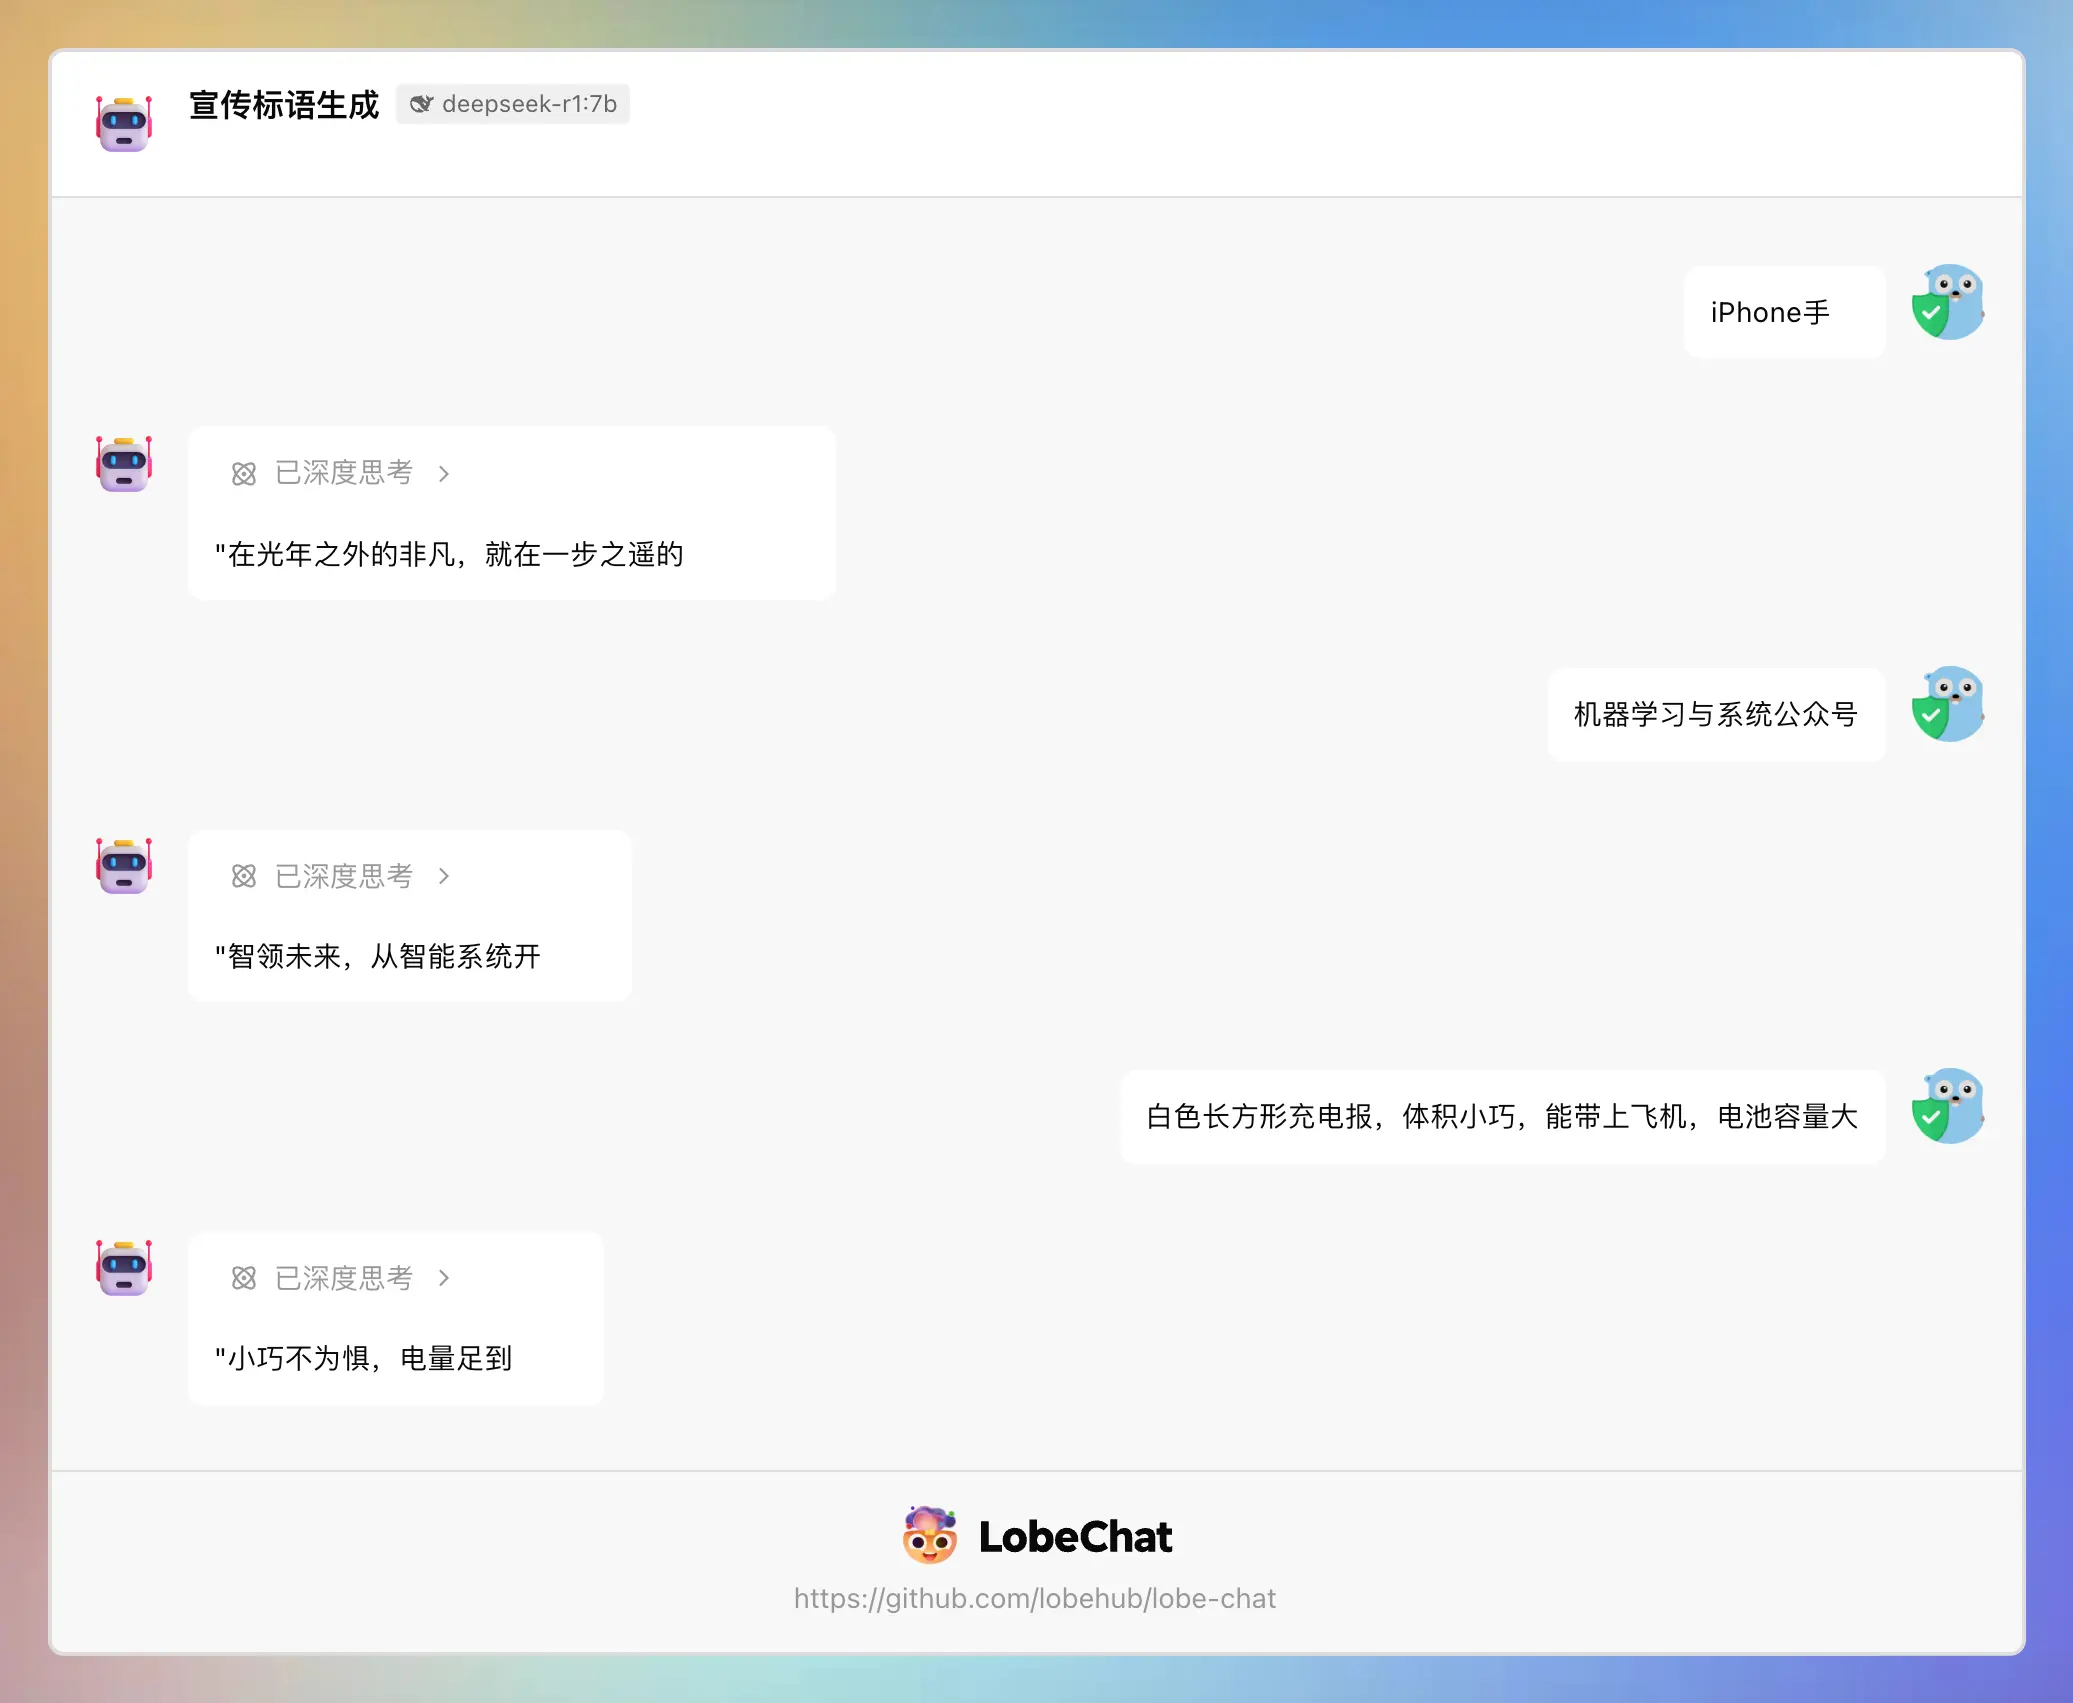 宣传标语生成 deepseek-r1:7b
iPhone手
已深度思考
"在光年之外的非凡，就在一步之遥的
机器学习与系统公众号
已深度思考
"智领未来，从智能系统开
白色长方形充电报，体积小巧，能带上飞机，电池容量大
已深度思考
"小巧不为惧，电量足到
LobeChat
https://github.com/lobehub/lobe-chat